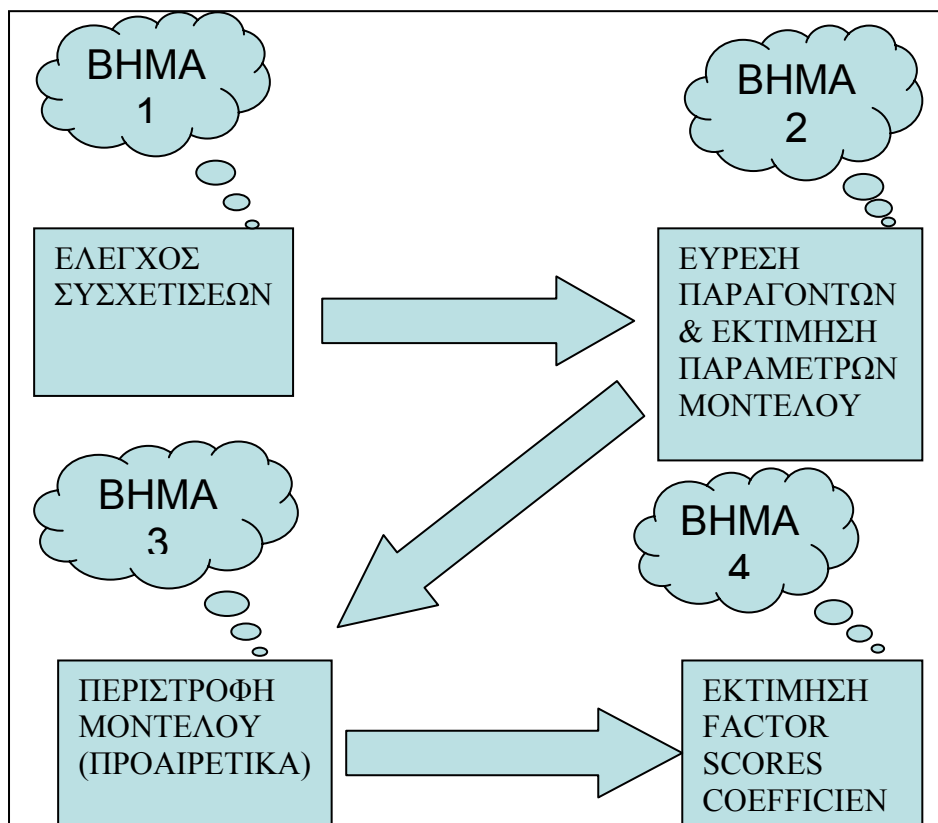 ΒΗΜΑ
1
ΕΛΕΓΧΟΣ
ΣΥΣΧΕΤΙΣΕΩΝ
ΒΗΜΑ
2
ΕΥΡΕΣΗ
ΠΑΡΑΓΟΝΤΩΝ
& ΕΚΤΙΜΗΣΗ
ΠΑΡΑΜΕΤΡΩΝ
ΜΟΝΤΕΛΟΥ
ΒΗΜΑ
3
ΠΕΡΙΣΤΡΟΦΗ
ΜΟΝΤΕΛΟΥ
(ΠΡΟΑΙΡΕΤΙΚΑ)
ΒΗΜΑ
4
ΕΚΤΙΜΗΣΗ
FACTOR
SCORES
COEFFICIEN